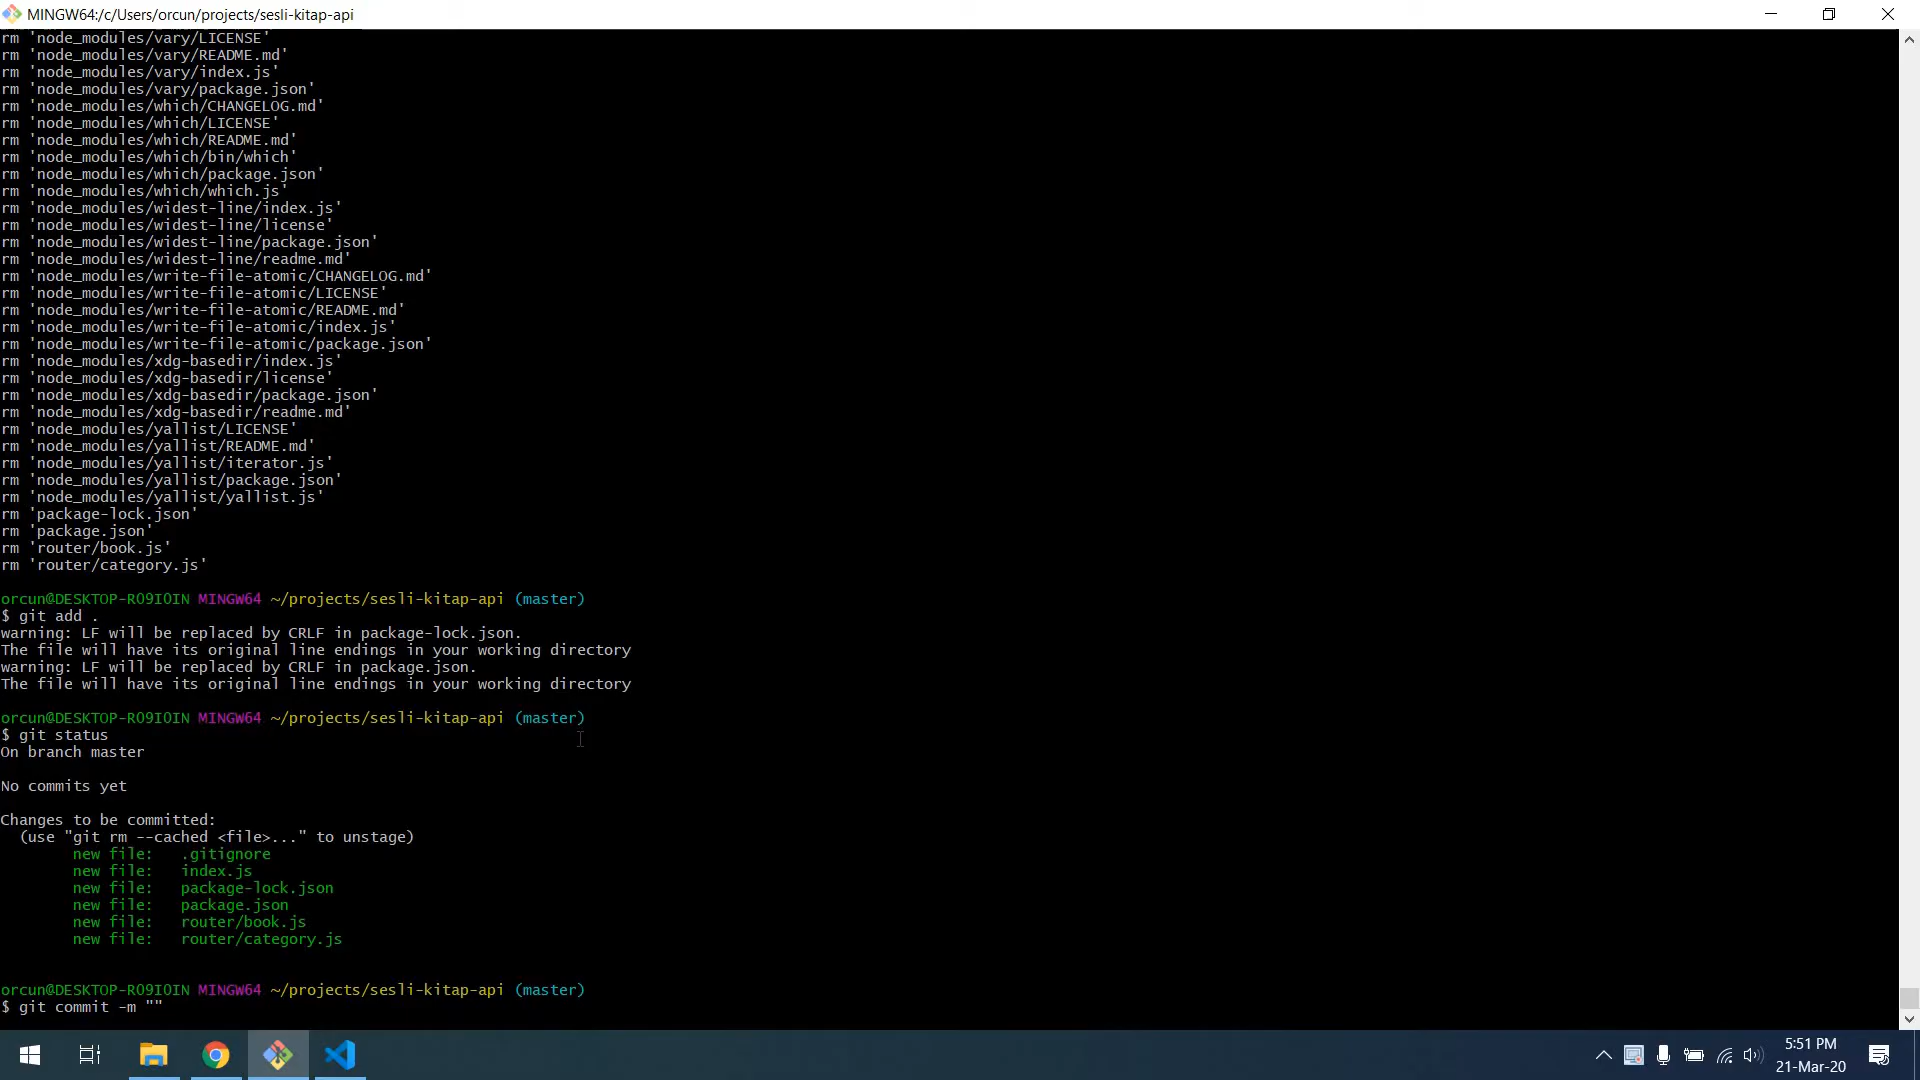 MINGW64:/c/Users/orcun/projects/sesli-kitap-api
rm 'node_modules/vary/LICENSE'
rm 'node_modules/vary/README.md'
rm 'node_modules/vary/index.js'
rm 'node_modules/vary/package.json'
rm 'node_modules/which/CHANGELOG.md'
rm 'node_modules/which/LICENSE'
rm 'node_modules/which/README.md'
rm 'node_modules/which/bin/which'
rm 'node_modules/which/package.json'
rm 'node_modules/which/which.js'
rm 'node_modules/widest-line/index.js'
rm 'node_modules/widest-line/license'
rm 'node_modules/widest-line/package.json'
rm 'node_modules/widest-line/readme.md'
rm 'node_modules/write-file-atomic/CHANGELOG.md'
rm 'node_modules/write-file-atomic/LICENSE'
rm 'node_modules/write-file-atomic/README.md'
rm 'node_modules/write-file-atomic/index.js'
rm 'node_modules/write-file-atomic/package.json'
rm 'node_modules/xdg-basedir/index.js'
rm 'node_modules/xdg-basedir/license'
rm 'node_modules/xdg-basedir/package.json'
rm 'node_modules/xdg-basedir/readme.md'
rm 'node_modules/yallist/LICENSE'
rm 'node_modules/yallist/README.md'
rm 'node_modules/yallist/iterator.js'
rm 'node_modules/yallist/package.json'
rm 'node_modules/yallist/yallist.js'
rm 'package-lock.json'
rm 'package.json'
rm 'router/book.js'
rm 'router/category.js'
orcun@DESKTOP-RO9IOIN MINGW64 ~/projects/sesli-kitap-api (master)
$ git add .
warning: LF will be replaced by CRLF in package-lock.json.
The file will have its original line endings in your working directory
warning: LF will be replaced by CRLF in package.json.
The file will have its original line endings in your working directory
orcun@DESKTOP-RO9IOIN MINGW64 ~/projects/sesli-kitap-api (master)
$ git status
On branch master
No commits yet
Changes to be committed:
(use "git rm --cached <file>..." to unstage)
new file: .gitignore
new file: index.js
new file: package-lock.json
new file: package.json
new file: router/book.js
new file: router/category.js
orcun@DESKTOP-RO9IOIN MINGW64 ~/projects/sesli-kitap-api (master)
$ git commit -m ""
5:51 PM
21-Mar-20